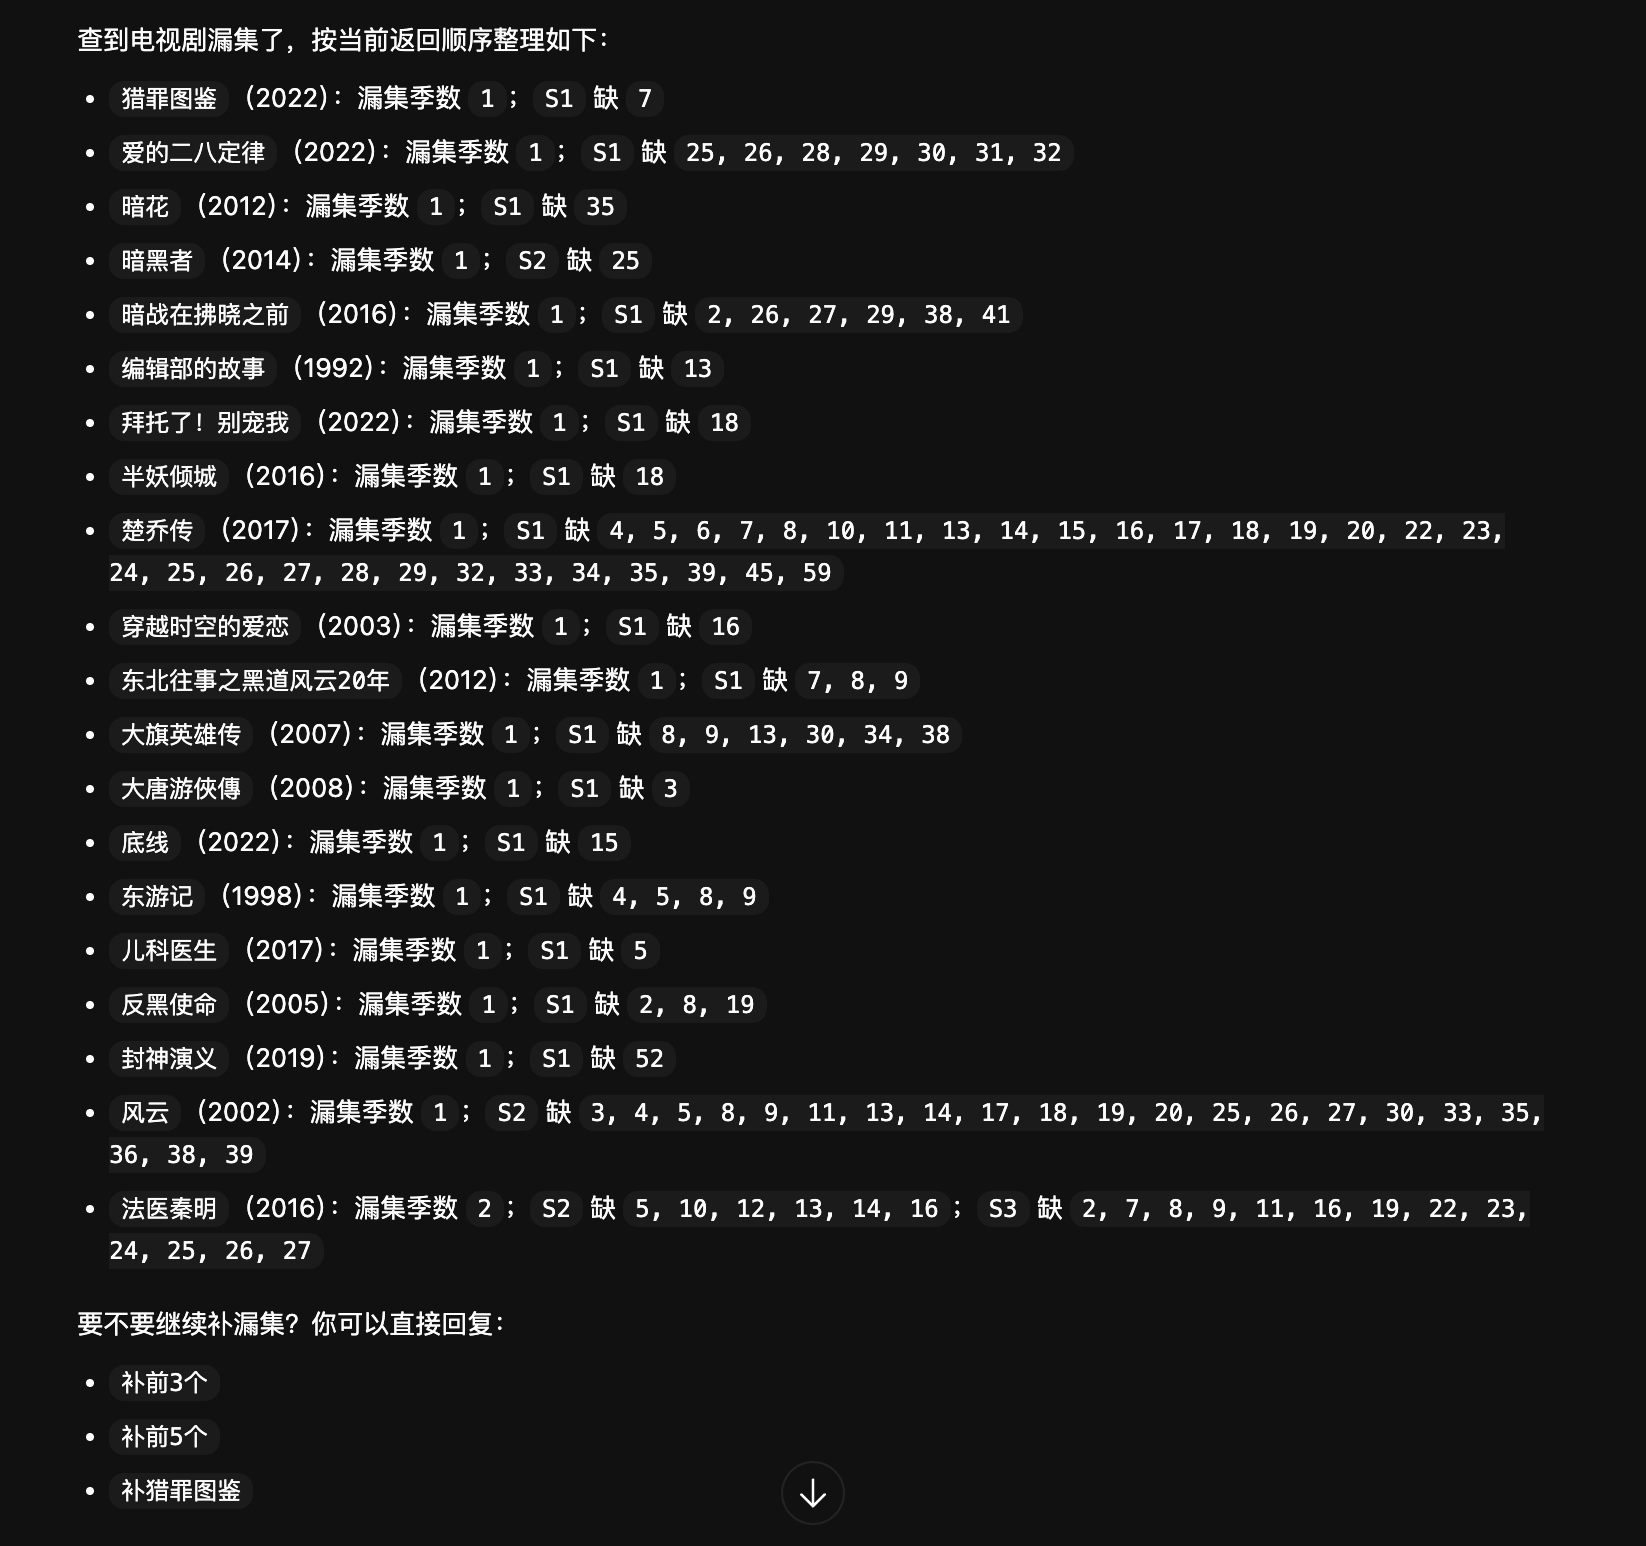 查到电视剧漏集了，按当前返回顺序整理如下：
• 猎罪图鉴 （2022）：漏集季数 1 ； S1 缺 7
• 爱的二八定律 （2022）：漏集季数 1 ； S1 缺 25, 26, 28, 29, 30, 31, 32
• 暗花 （2012）：漏集季数 1 ； S1 缺 35
• 暗黑者 （2014）：漏集季数 1 ； S2 缺 25
• 暗战在拂晓之前 （2016）：漏集季数 1 ； S1 缺 2, 26, 27, 29, 38, 41
• 编辑部的故事 （1992）：漏集季数 1 ； S1 缺 13
• 拜托了！别宠我 （2022）：漏集季数 1 ； S1 缺 18
• 半妖倾城 （2016）：漏集季数 1 ； S1 缺 18
• 楚乔传 （2017）：漏集季数 1 ； S1 缺 4, 5, 6, 7, 8, 10, 11, 13, 14, 15, 16, 17, 18, 19, 20, 22, 23,
24, 25, 26, 27, 28, 29, 32, 33, 34, 35, 39, 45, 59
• 穿越时空的爱恋 （2003）：漏集季数 1 ； S1 缺 16
• 东北往事之黑道风云20年 （2012）：漏集季数 1 ； S1 缺 7, 8, 9
• 大旗英雄传 （2007）：漏集季数 1 ； S1 缺 8, 9, 13, 30, 34, 38
• 大唐游俠傳 （2008）：漏集季数 1 ； S1 缺 3
• 底线 （2022）：漏集季数 1 ； S1 缺 15
• 东游记 （1998）：漏集季数 1 ； S1 缺 4, 5, 8, 9
• 儿科医生 （2017）：漏集季数 1 ； S1 缺 5
• 反黑使命 （2005）：漏集季数 1 ； S1 缺 2, 8, 19
• 封神演义 （2019）：漏集季数 1 ； S1 缺 52
• 风云 （2002）：漏集季数 1 ； S2 缺 3, 4, 5, 8, 9, 11, 13, 14, 17, 18, 19, 20, 25, 26, 27, 30, 33, 35,
36, 38, 39
• 法医秦明 （2016）：漏集季数 2 ； S2 缺 5, 10, 12, 13, 14, 16 ； S3 缺 2, 7, 8, 9, 11, 16, 19, 22, 23,
24, 25, 26, 27
要不要继续补漏集？你可以直接回复：
• 补前3个
• 补前5个
• 补猎罪图鉴